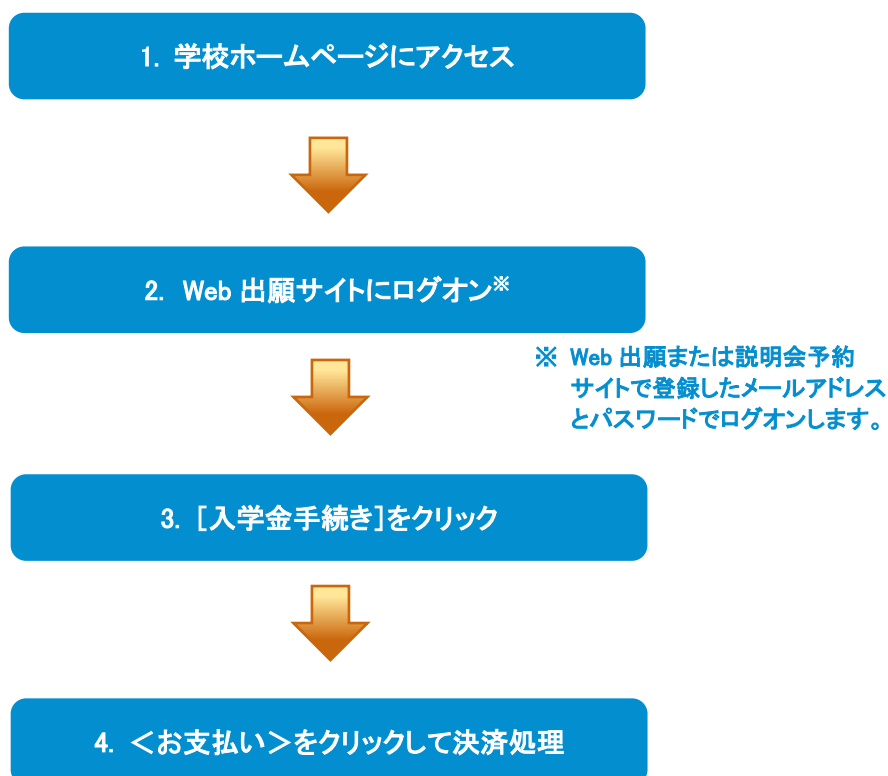 1. 学校ホームページにアクセス
2. Web 出願サイトにログオン※
※ Web 出願または説明会予約
サイトで登録したメールアドレス
とパスワードでログオンします。
3. [入学金手続き]をクリック
4. <お支払い>をクリックして決済処理